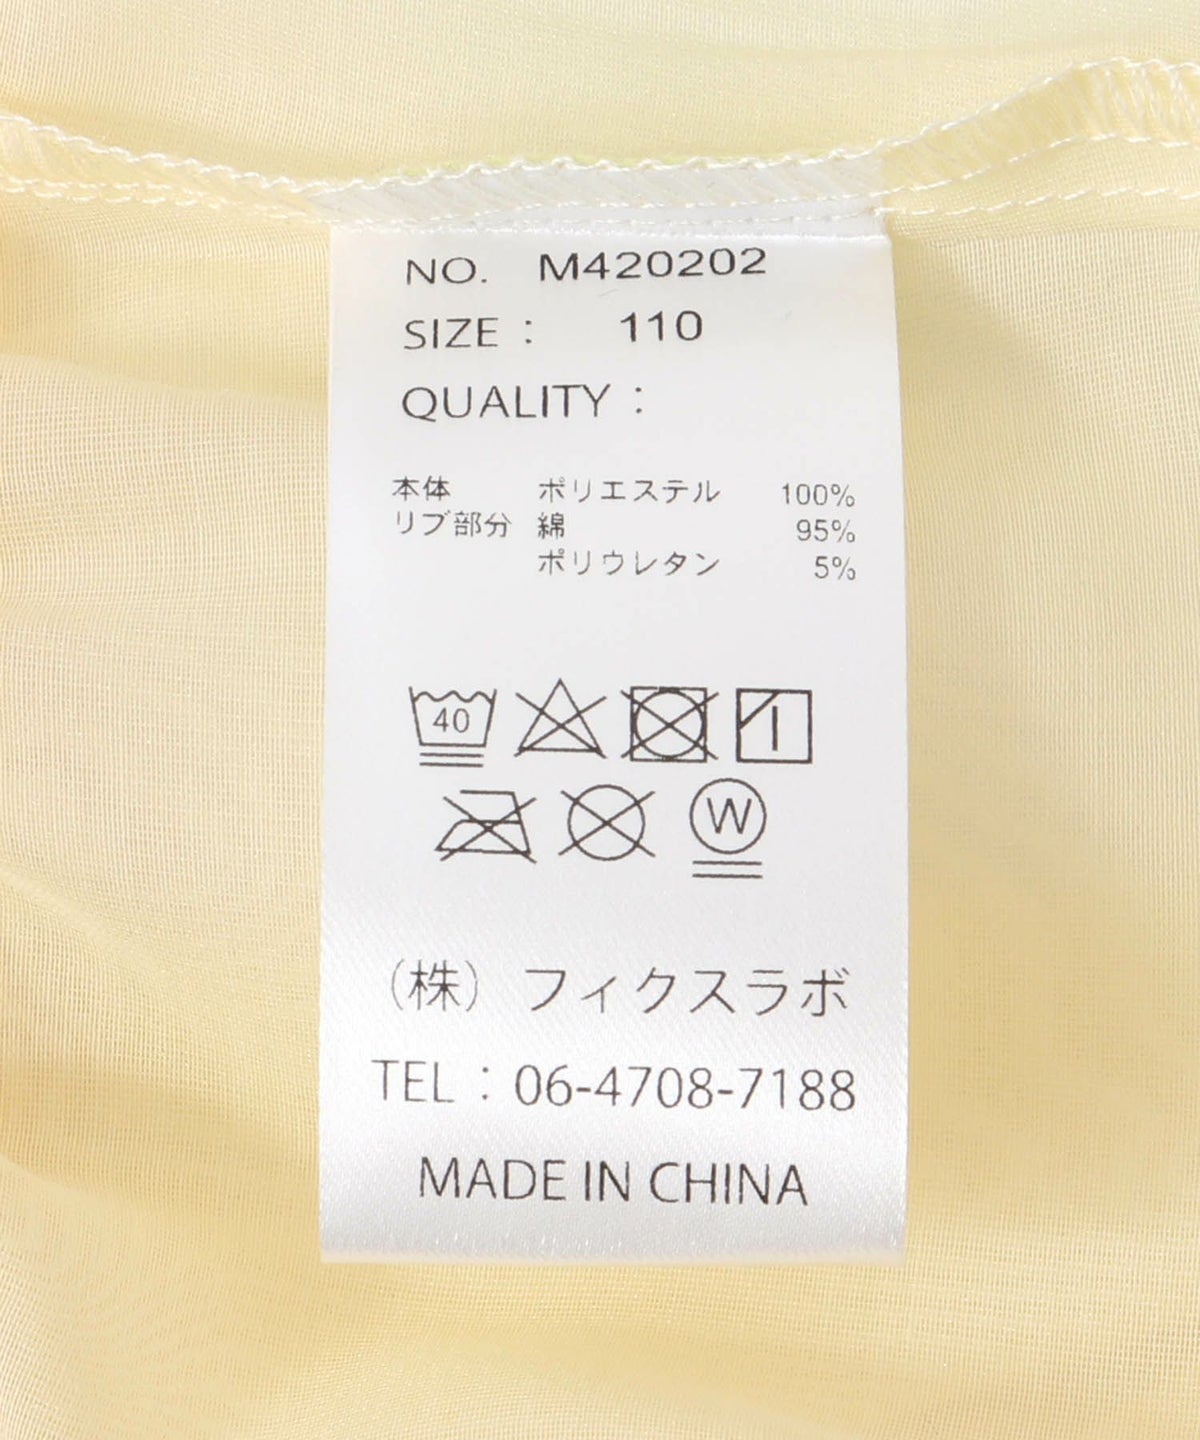 NO. M420202
SIZE : 110
QUALITY :
本体 ポリエステル 100%
リブ部分 綿 95%
ポリウレタン 5%
40
W
(株) フィクスラボ
TEL : 06-4708-7188
MADE IN CHINA